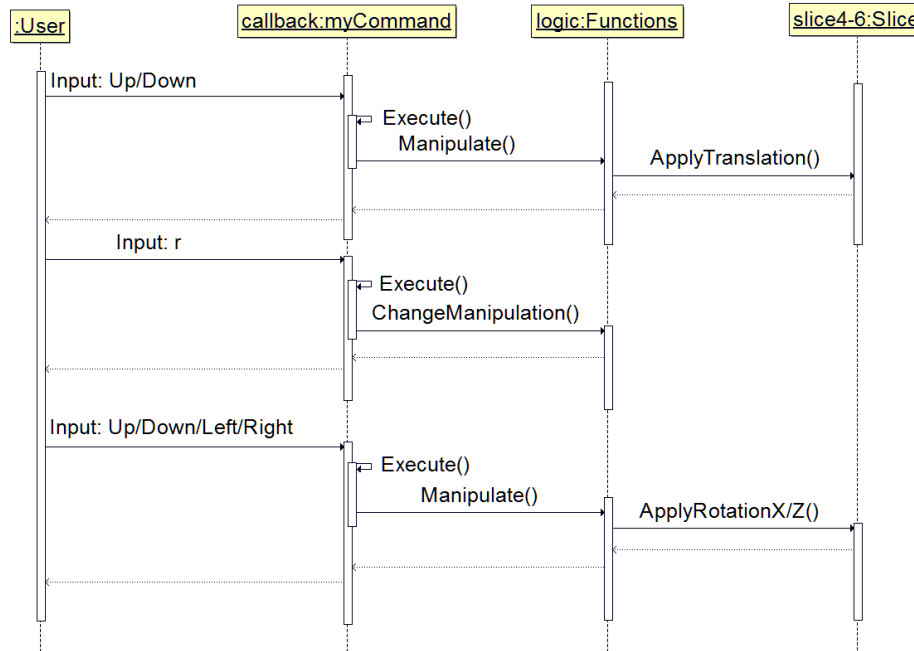 :User
callback:myCommand
logic:Functions
slice4-6:Slice
Input: Up/Down
Execute()
Manipulate()
ApplyTranslation()
Input: r
Execute()
ChangeManipulation()
Input: Up/Down/Left/Right
Execute()
Manipulate()
ApplyRotationX/Z()